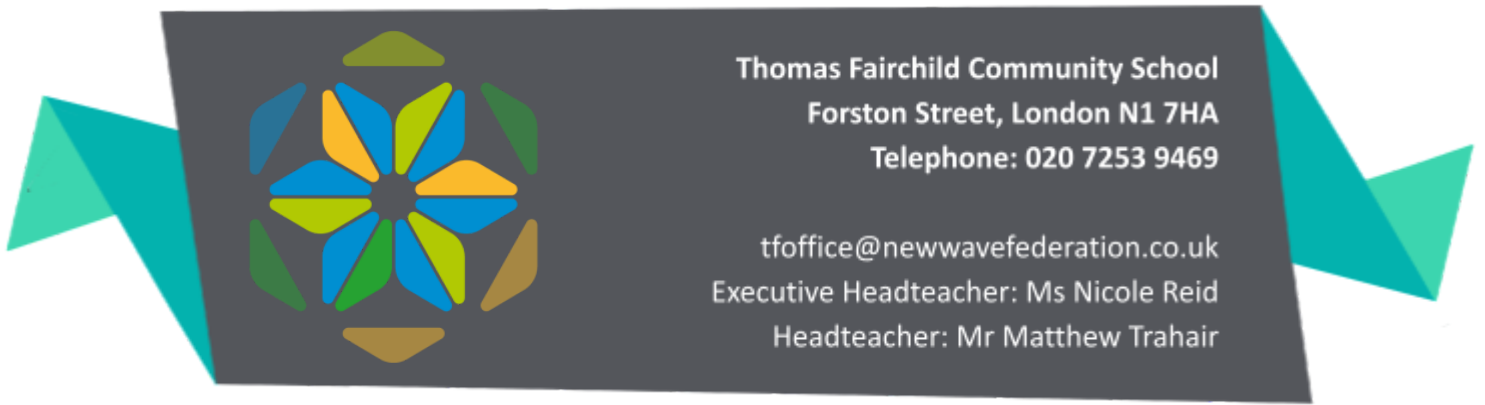 Thomas Fairchild Community School
Forston Street, London N1 7HA
Telephone: 020 7253 9469
tfoffice@newwavefederation.co.uk
Executive Headteacher: Ms Nicole Reid
Headteacher: Mr Matthew Trahair